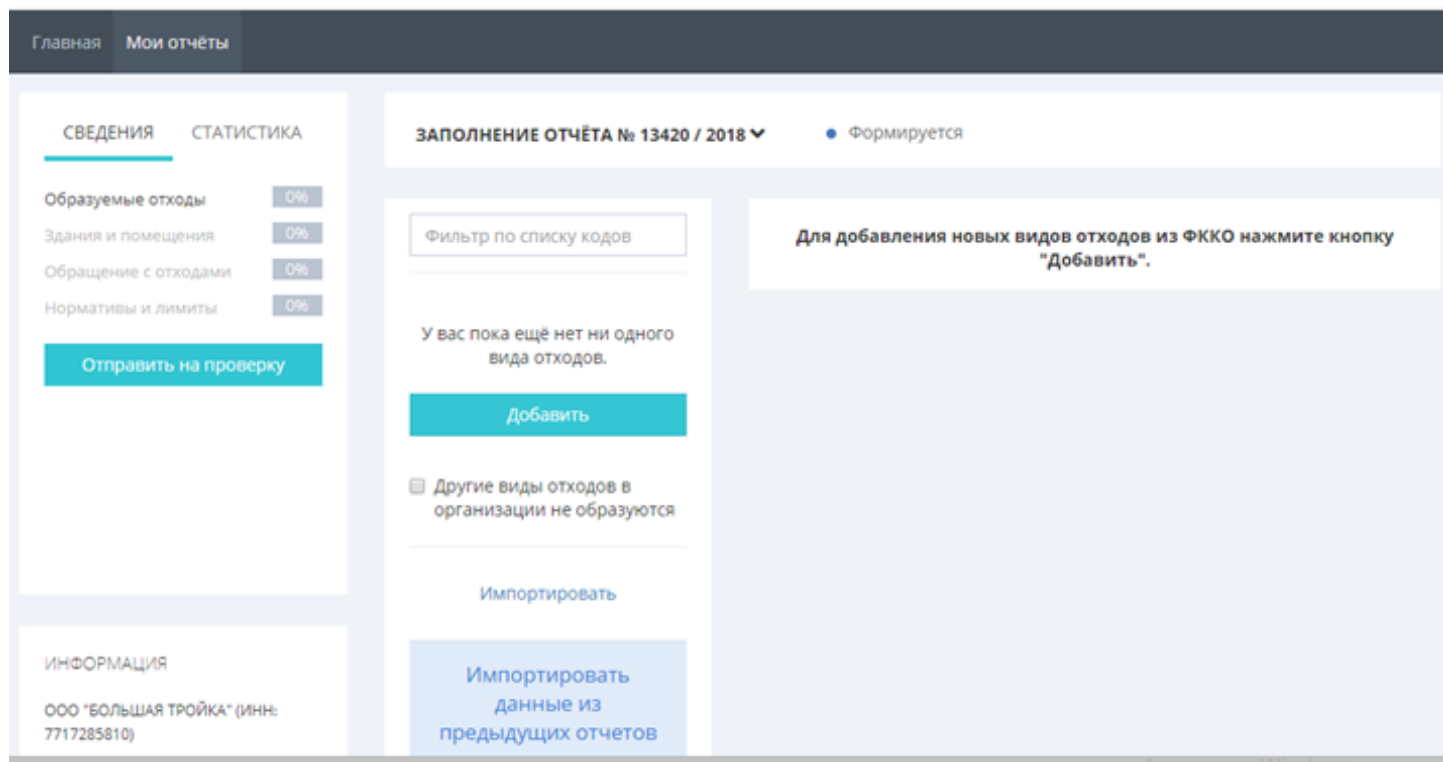 Главная Мои отчёты
СВЕДЕНИЯ СТАТИСТИКА
Образуемые отходы 0%
Здания и помещения 0%
Обращение с отходами 0%
Нормативы и лимиты 0%
Отправить на проверку
ИНФОРМАЦИЯ
ООО "БОЛЬШАЯ ТРОЙКА" (ИНН:
7717285810)
ЗАПОЛНЕНИЕ ОТЧЁТА № 13420 / 2018 Формируется
Фильтр по списку кодов
У вас пока ещё нет ни одного
вида отходов.
Добавить
Другие виды отходов в
организации не образуются
Импортировать
Импортировать
данные из
предыдущих отчетов
Для добавления новых видов отходов из ФККО нажмите кнопку
"Добавить".